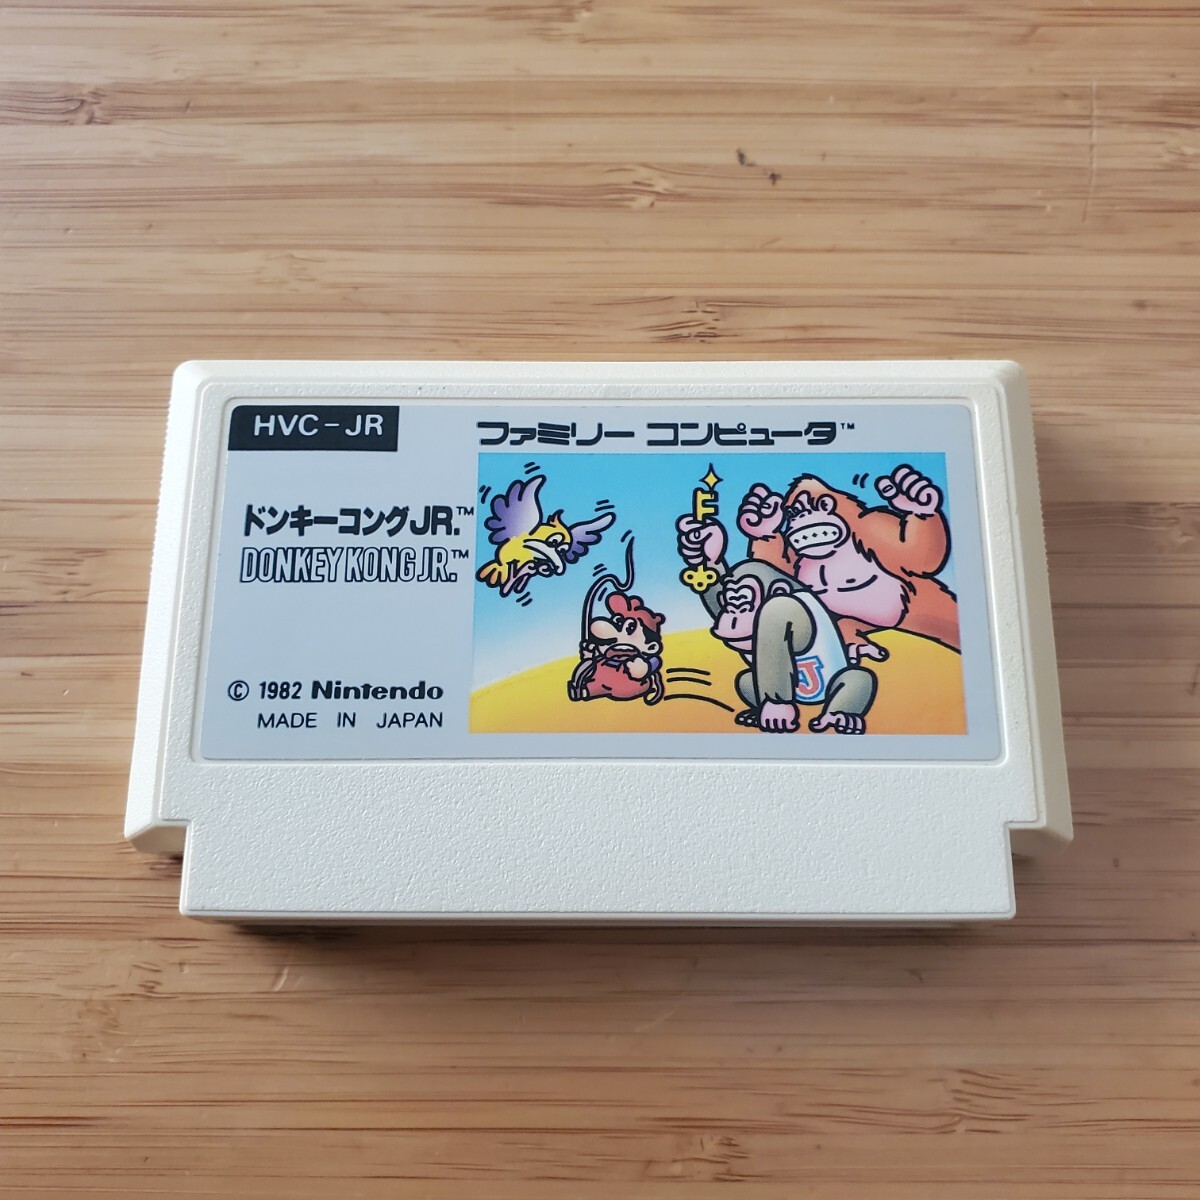 HVC-JR
ファミリー コンピュータ™
ドンキーコングJR.™
DONKEY KONG JR.™
J
© 1982 Nintendo
MADE IN JAPAN